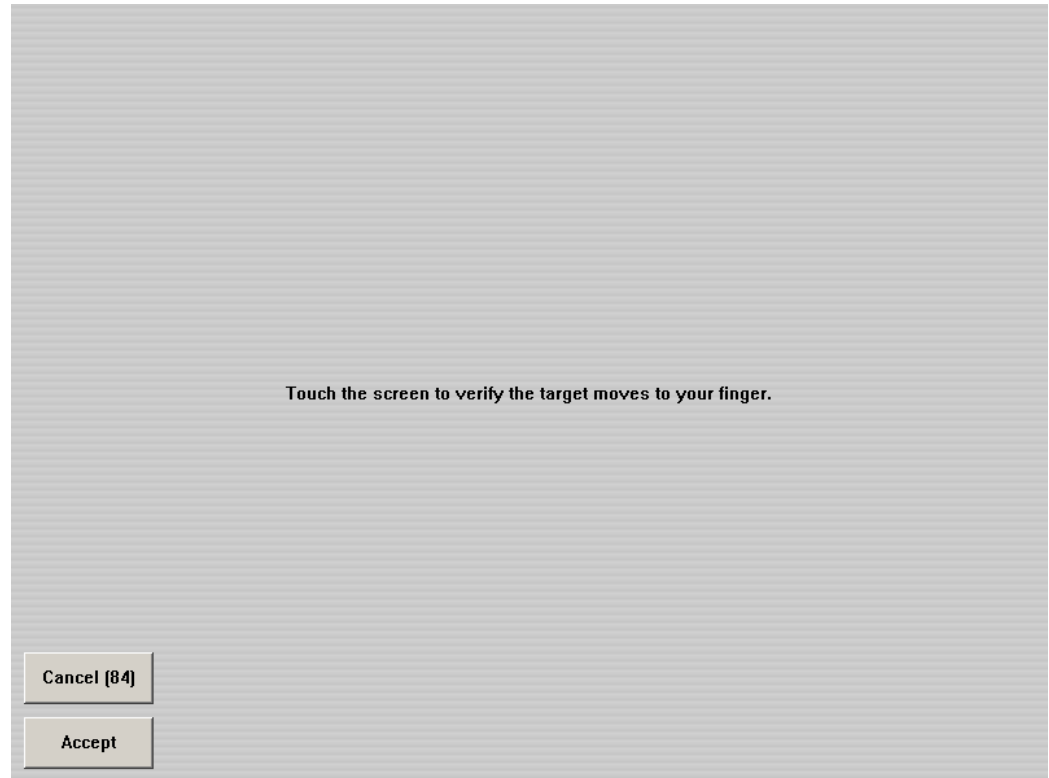 Touch the screen to verify the target moves to your finger.
Cancel (84)
Accept